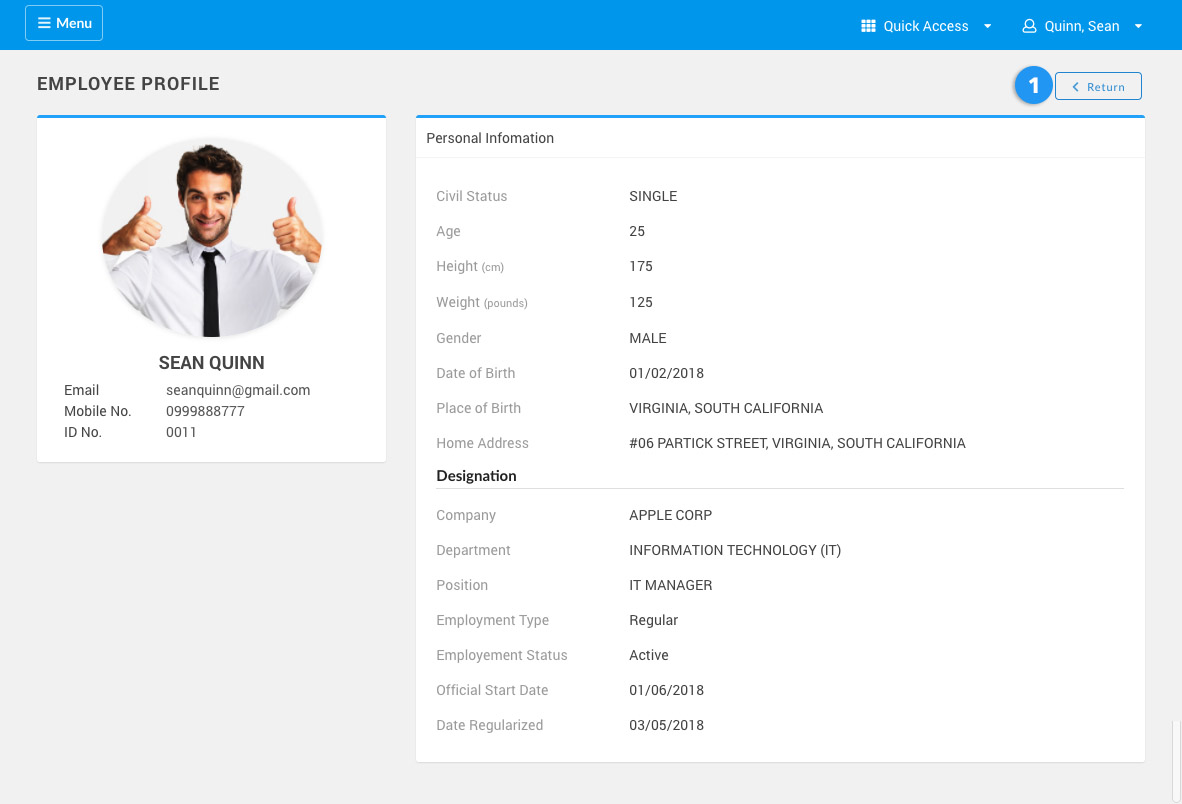 Menu
Quick Access
Quinn, Sean
EMPLOYEE PROFILE
1
Return
SEAN QUINN
Email seanquinn@gmail.com
Mobile No. 0999888777
ID No. 0011
Personal Infomation
Civil Status SINGLE
Age 25
Height (cm) 175
Weight (pounds) 125
Gender MALE
Date of Birth 01/02/2018
Place of Birth VIRGINIA, SOUTH CALIFORNIA
Home Address #06 PARTICK STREET, VIRGINIA, SOUTH CALIFORNIA
Designation
Company APPLE CORP
Department INFORMATION TECHNOLOGY (IT)
Position IT MANAGER
Employment Type Regular
Employement Status Active
Official Start Date 01/06/2018
Date Regularized 03/05/2018